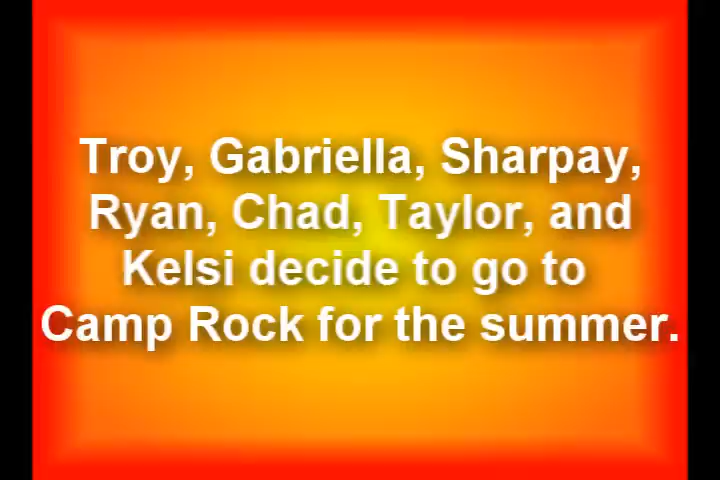 Troy, Gabriella, Sharpay,
Ryan, Chad, Taylor, and
Kelsi decide to go to
Camp Rock for the summer.